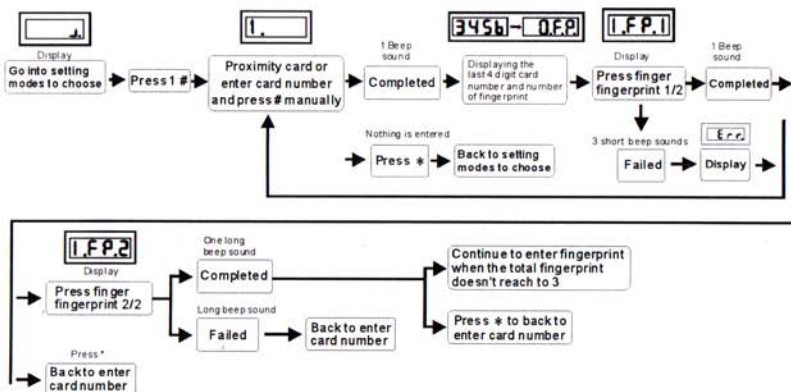 1.
3456→ 0.F.P.
1.F P.1
Display
1 Beep
sound
Display
1 Beep
sound
Go into setting
modes to choose
Press 1 #
Proximity card or
enter card number
and press # manually
Completed
Displaying the
last 4 digit card
number and number
of fingerprint
Press finger
fingerprint 1/2
Completed
Nothing is entered
Press *
Back to setting
modes to choose
3 short beep sounds
Failed
Err.
Display
1.F P.2
Display
Press finger
fingerprint 2/2
One long
beep sound
Completed
Long beep sound
Failed
Back to enter
card number
Continue to enter fingerprint
when the total fingerprint
doesn't reach to 3
Press * to back to
enter card number
Press *
Back to enter
card number